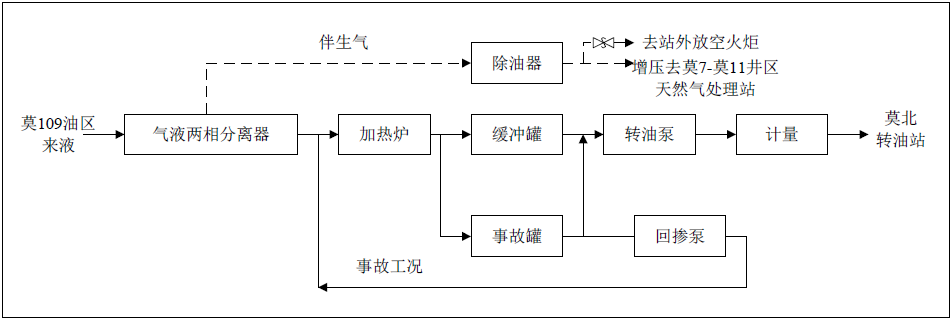 伴生气
除油器
去站外放空火炬
增压去莫7-莫11井区
天然气处理站
莫109油区
来液
气液两相分离器
加热炉
缓冲罐
转油泵
计量
莫北
转油站
事故罐
回掺泵
事故工况